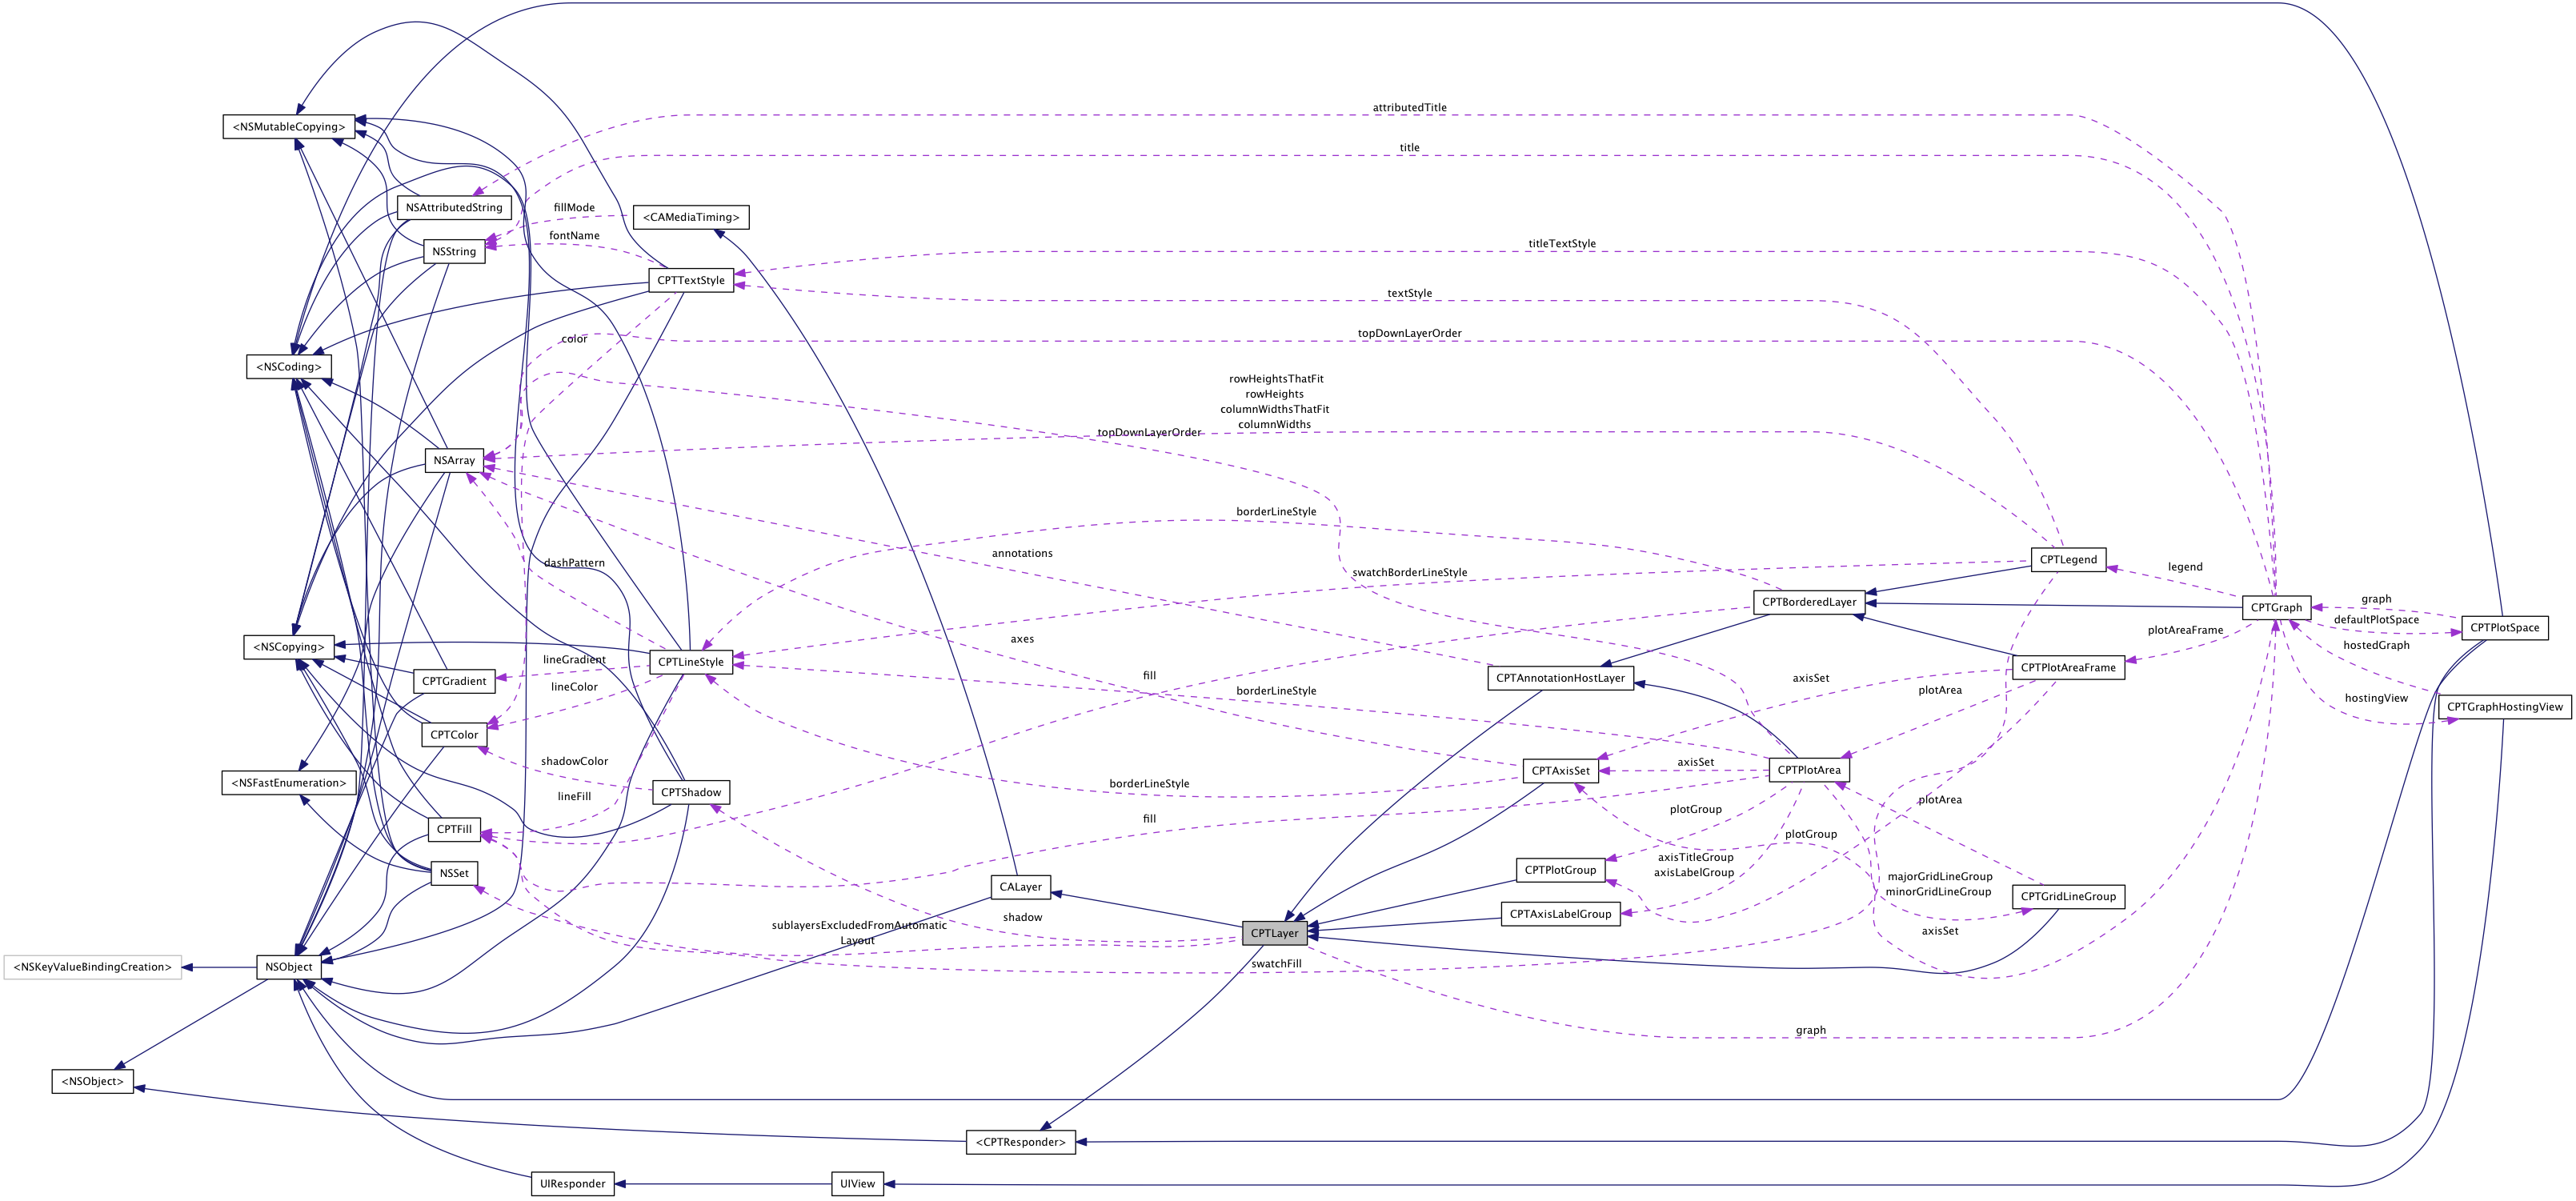 attributedTitle
<NSMutableCopying>
title
NSAttributedString
fillMode
<CAMediaTiming>
fontName
NSString
titleTextStyle
CPTTextStyle
textStyle
color
topDownLayerOrder
<NSCoding>
rowHeightsThatFit
rowHeights
columnWidthsThatFit
columnWidths
topDownLayerOrder
NSArray
borderLineStyle
annotations
dashPattern
swatchBorderLineStyle
CPTLegend
legend
graph
CPTBorderedLayer
CPTGraph
defaultPlotSpace
CPTPlotSpace
plotAreaFrame
axes
<NSCopying>
hostedGraph
lineGradient
CPTLineStyle
CPTPlotAreaFrame
CPTGradient
fill
CPTAnnotationHostLayer
axisSet
lineColor
borderLineStyle
plotArea
hostingView
CPTGraphHostingView
CPTColor
shadowColor
axisSet
CPTAxisSet
CPTPlotArea
<NSFastEnumeration>
borderLineStyle
CPTShadow
lineFill
plotGroup
plotArea
CPTFill
fill
plotGroup
axisTitleGroup
axisLabelGroup
NSSet
CPTPlotGroup
majorGridLineGroup
minorGridLineGroup
CALayer
CPTGridLineGroup
CPTAxisLabelGroup
shadow
sublayersExcludedFromAutomatic
Layout
CPTLayer
axisSet
swatchFill
<NSKeyValueBindingCreation>
NSObject
graph
<NSObject>
<CPTResponder>
UIResponder
UIView